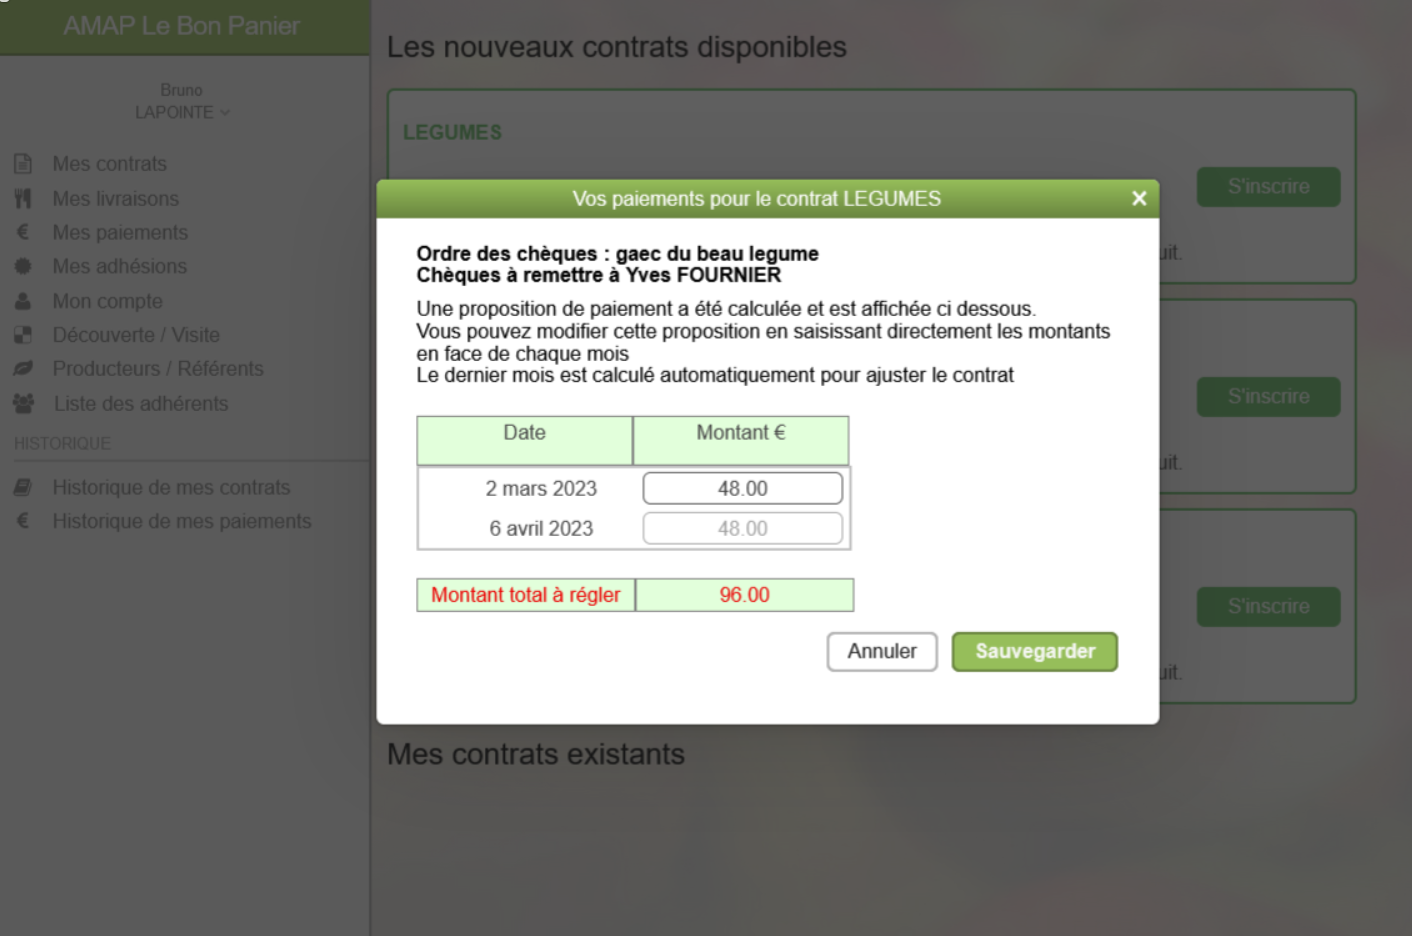 AMAP Le Bon Panier
Bruno
LAPOINTE
Mes contrats
Mes livraisons
Mes paiements
Mes adhésions
Mon compte
Découverte / Visite
Producteurs / Référents
Liste des adhérents
HISTORIQUE
Historique de mes contrats
Historique de mes paiements
Les nouveaux contrats disponibles
LEGUMES
S'inscrire
uit.
S'inscrire
uit.
S'inscrire
uit.
Vos paiements pour le contrat LEGUMES
Ordre des chèques : gaec du beau legume
Chèques à remettre à Yves FOURNIER
Une proposition de paiement a été calculée et est affichée ci dessous.
Vous pouvez modifier cette proposition en saisissant directement les montants
en face de chaque mois
Le dernier mois est calculé automatiquement pour ajuster le contrat
Date Montant €
2 mars 2023 48.00
6 avril 2023 48.00
Montant total à régler 96.00
Annuler Sauvegarder
Mes contrats existants